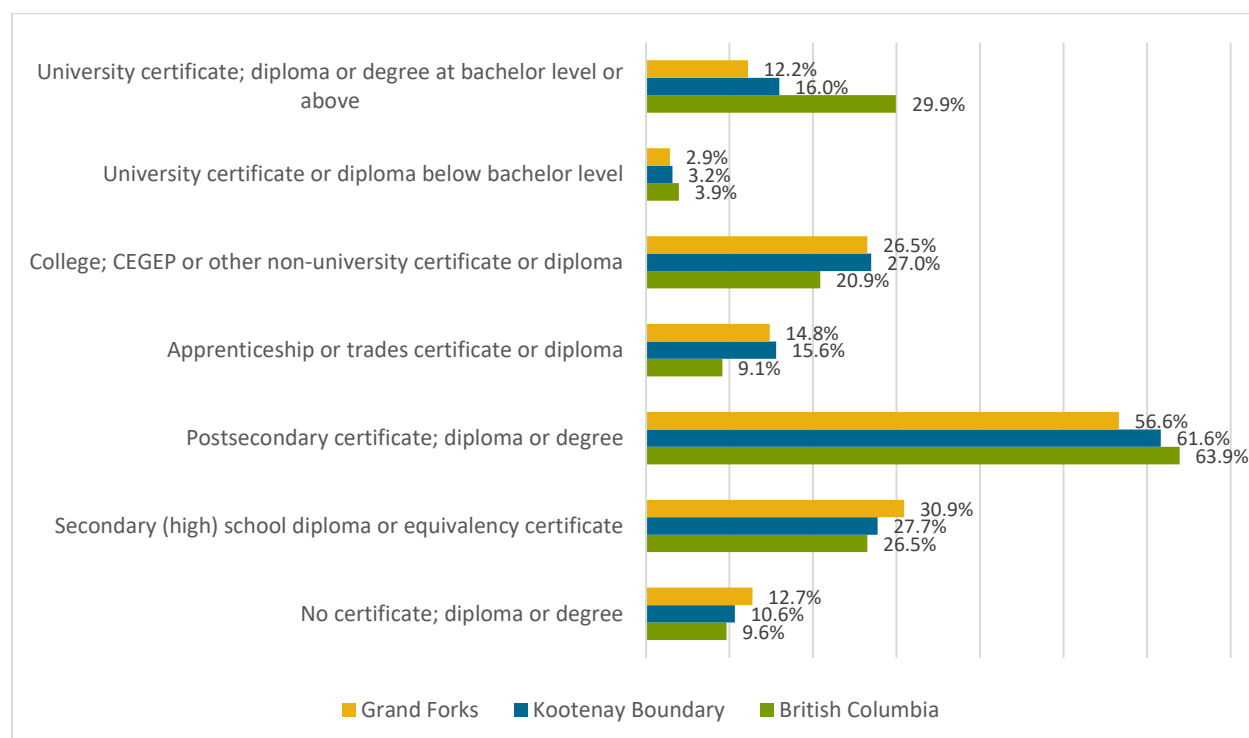 University certificate; diploma or degree at bachelor level or
above
12.2%
16.0%
29.9%
University certificate or diploma below bachelor level
2.9%
3.2%
3.9%
College; CEGEP or other non-university certificate or diploma
26.5%
27.0%
20.9%
Apprenticeship or trades certificate or diploma
14.8%
15.6%
9.1%
Postsecondary certificate; diploma or degree
56.6%
61.6%
63.9%
Secondary (high) school diploma or equivalency certificate
30.9%
27.7%
26.5%
No certificate; diploma or degree
12.7%
10.6%
9.6%
Grand Forks Kootenay Boundary British Columbia